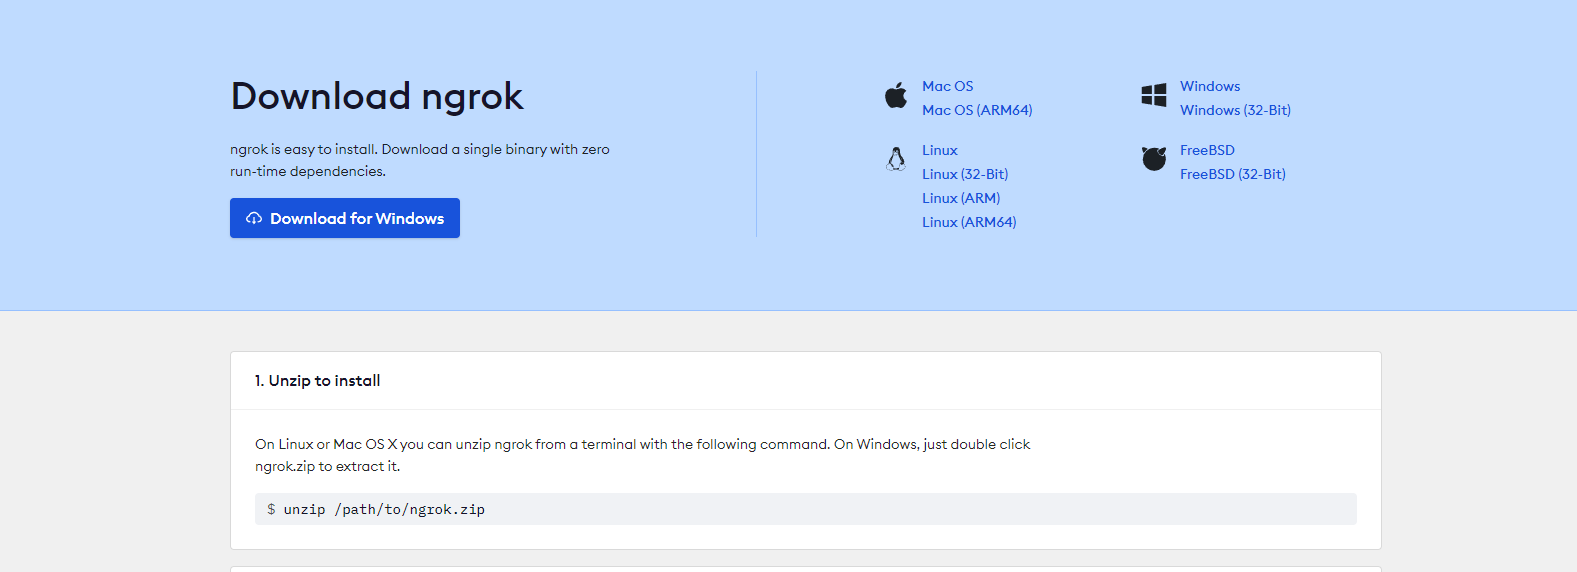 Download ngrok
ngrok is easy to install. Download a single binary with zero
run-time dependencies.
Download for Windows
Mac OS
Mac OS (ARM64)
Linux
Linux (32-Bit)
Linux (ARM)
Linux (ARM64)
Windows
Windows (32-Bit)
FreeBSD
FreeBSD (32-Bit)
1. Unzip to install
On Linux or Mac OS X you can unzip ngrok from a terminal with the following command. On Windows, just double click
ngrok.zip to extract it.
$ unzip /path/to/ngrok.zip